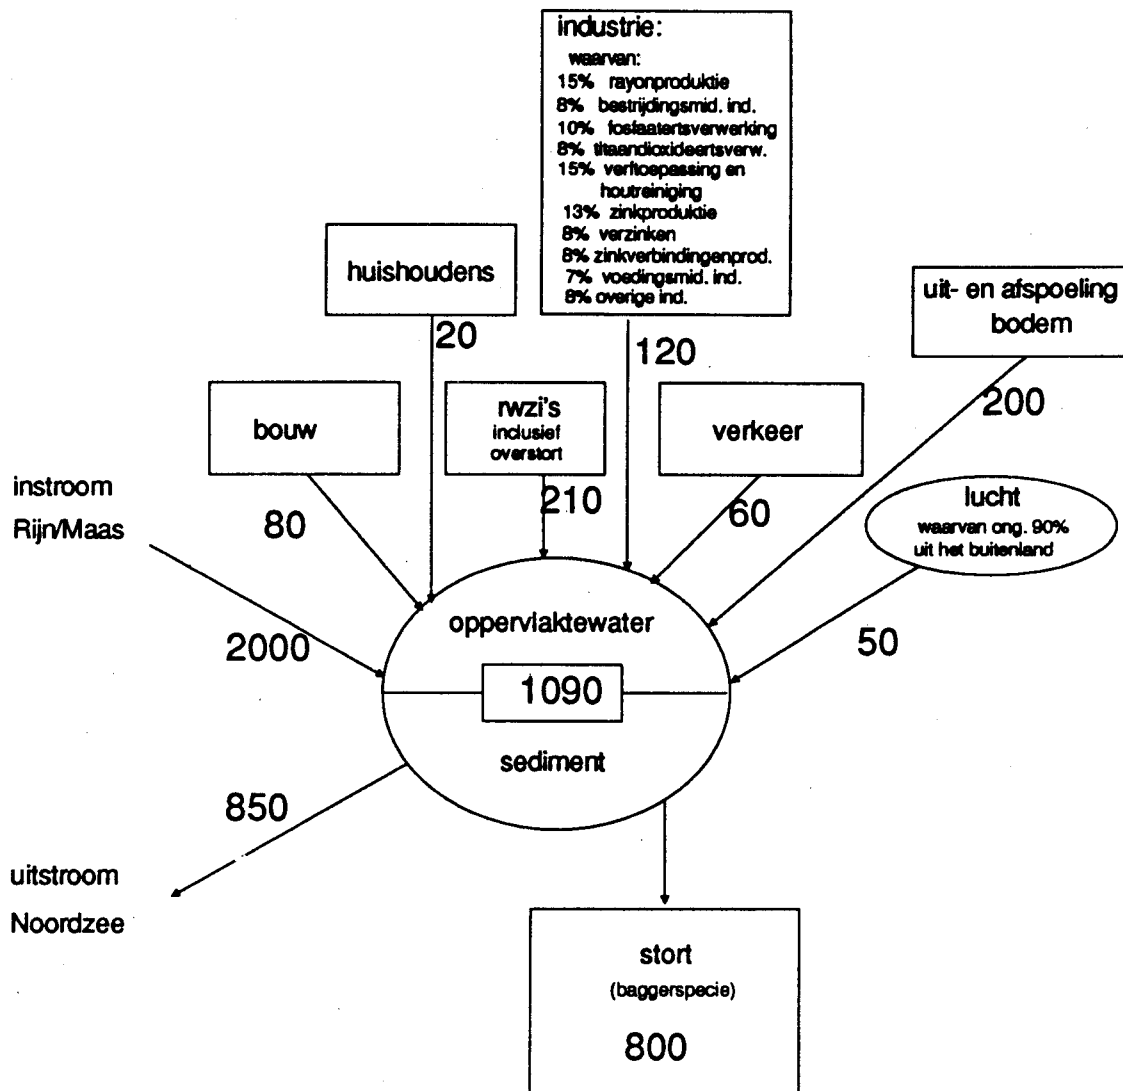 industrie:
waarvan:
15% rayonproduktie
8% bestrijdingsmid. ind.
10% fosfaatertsverwerking
8% titaandioxideertsverw.
15% verftoepassing en
houtreiniging
13% zinkproduktie
8% verzinken
8% zinkverbindingenprod.
7% voedingsmid. ind.
8% overige ind.
huishoudens
uit- en afspoeling
bodem
20
120
200
bouw
rwzi's
inclusief
overstort
verkeer
instroom
Rijn/Maas
80
210
60
lucht
waarvan ong. 90%
uit het buitenland
2000
oppervlaktewater
50
1090
sediment
850
uitstroom
Noordzee
stort
(baggerspecie)
800